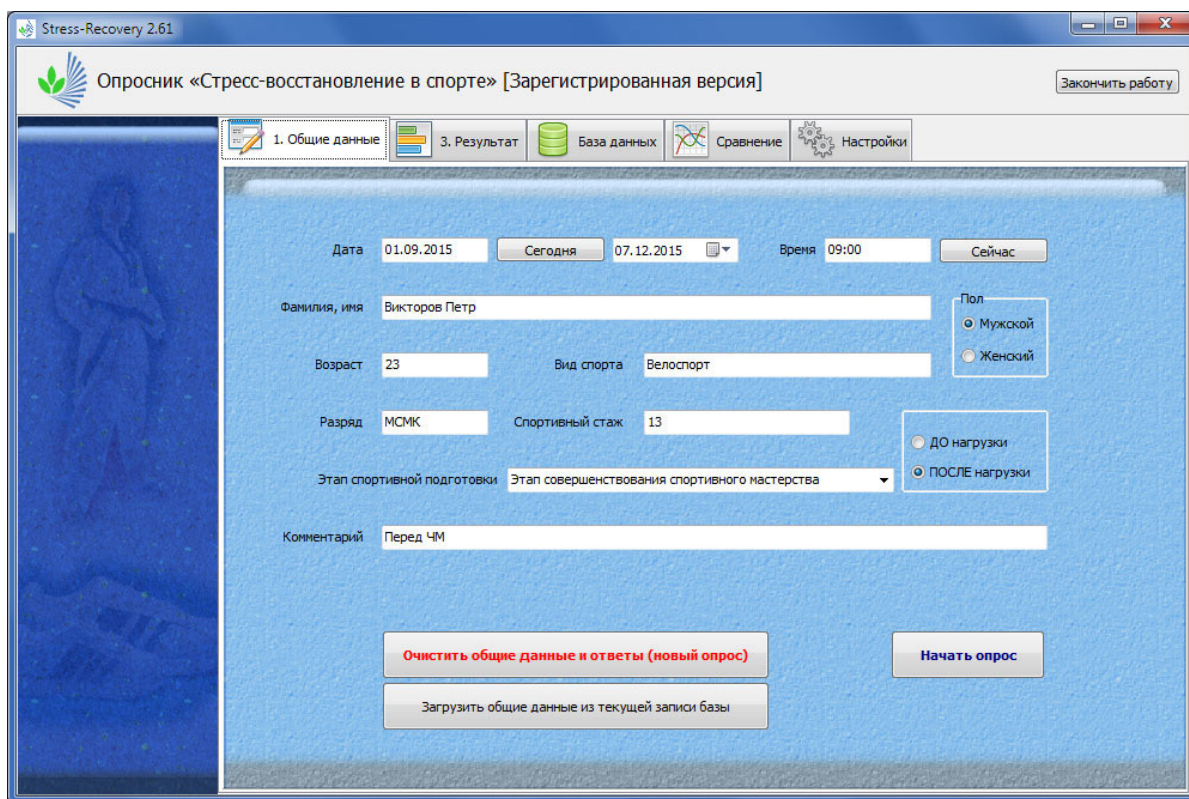 Stress-Recovery 2.61
Опросник «Стресс-восстановление в спорте» [Зарегистрированная версия]
Закончить работу
1. Общие данные
3. Результат
База данных
Сравнение
Настройки
Дата 01.09.2015 Сегодня 07.12.2015 Время 09:00 Сейчас
Фамилия, имя Викторов Петр
Пол
Мужской
Женский
Возраст 23 Вид спорта Велоспорт
Разряд МСМК Спортивный стаж 13
ДО нагрузки
ПОСЛЕ нагрузки
Этап спортивной подготовки Этап совершенствования спортивного мастерства
Комментарий Перед ЧМ
Очистить общие данные и ответы (новый опрос)
Начать опрос
Загрузить общие данные из текущей записи базы